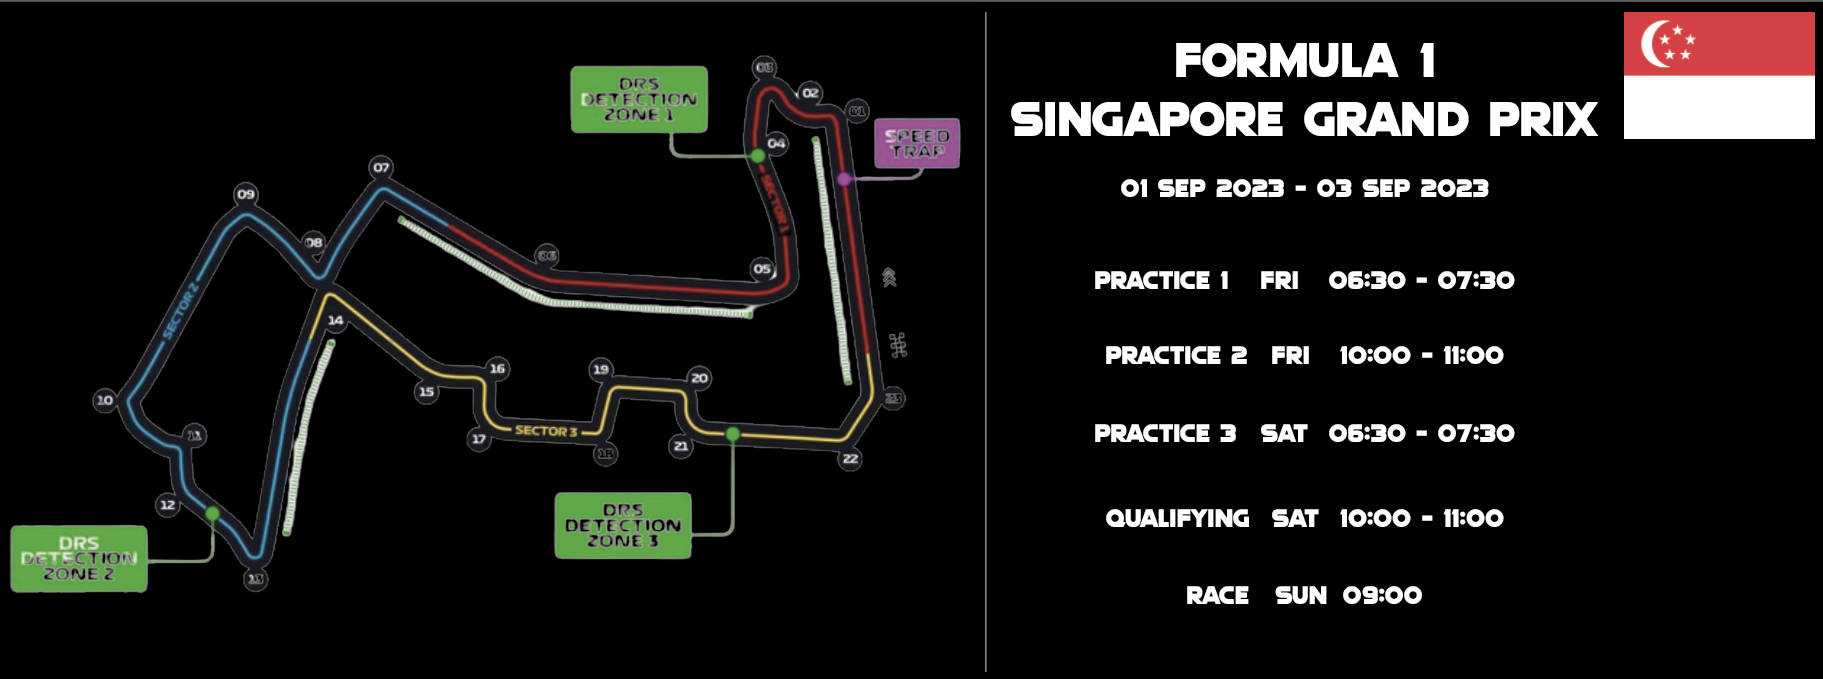 FORMULA 1
SINGAPORE GRAND PRIX
01 SEP 2023 - 03 SEP 2023
PRACTICE 1 FRI 06:30 - 07:30
PRACTICE 2 FRI 10:00 - 11:00
PRACTICE 3 SAT 06:30 - 07:30
QUALIFYING SAT 10:00 - 11:00
RACE SUN 09:00
DRS
DETECTION
ZONE 1
SPEED
TRAP
DRS
DETECTION
ZONE 2
DRS
DETECTION
ZONE 3
SECTOR 1
SECTOR 2
SECTOR 3
01
02
03
04
05
06
07
08
09
10
11
12
13
14
15
16
17
18
19
20
21
22
23